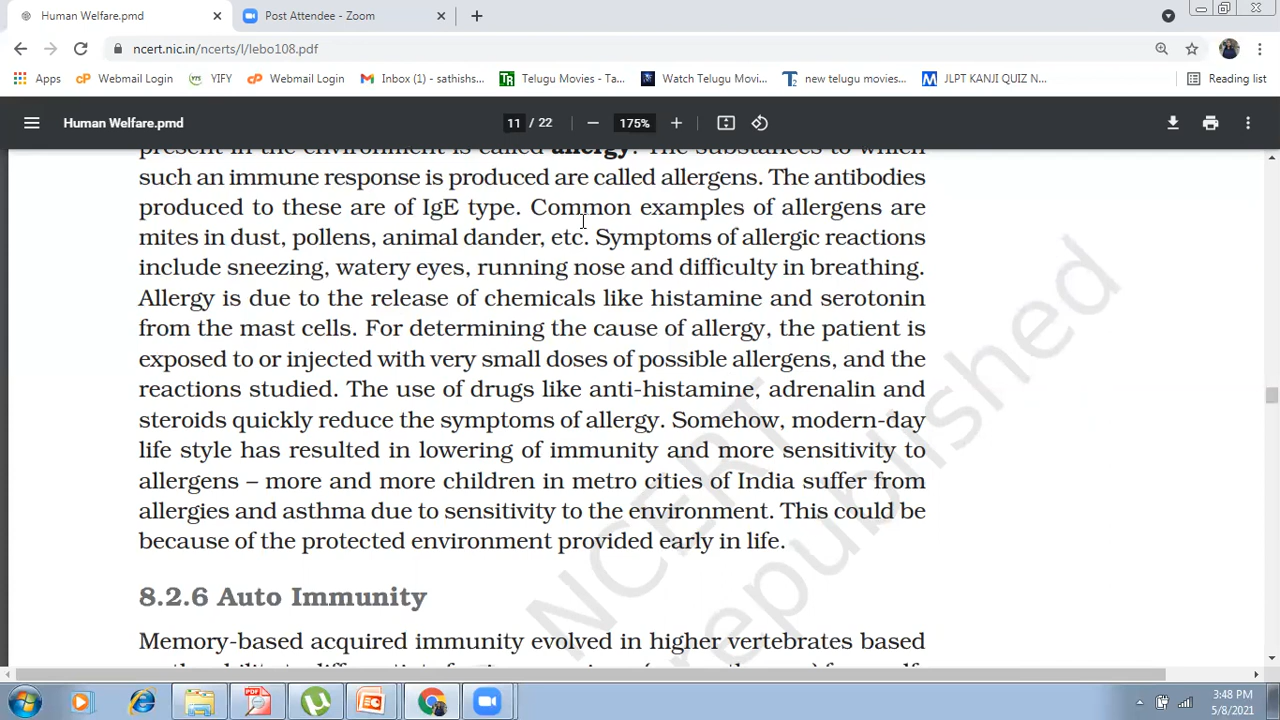 Human Welfare.pmd
Post Attendee - Zoom
ncert.nic.in/ncerts/l/lebo108.pdf
Apps Webmail Login YIFY Webmail Login Inbox (1) - sathishs... Telugu Movies - Ta... Watch Telugu Movi... new telugu movies... JLPT KANJI QUIZ N... Reading list
Human Welfare.pmd 11 / 22 175%
present in the environment is called allergy. The substances to which
such an immune response is produced are called allergens. The antibodies
produced to these are of IgE type. Common examples of allergens are
mites in dust, pollens, animal dander, etc. Symptoms of allergic reactions
include sneezing, watery eyes, running nose and difficulty in breathing.
Allergy is due to the release of chemicals like histamine and serotonin
from the mast cells. For determining the cause of allergy, the patient is
exposed to or injected with very small doses of possible allergens, and the
reactions studied. The use of drugs like anti-histamine, adrenalin and
steroids quickly reduce the symptoms of allergy. Somehow, modern-day
life style has resulted in lowering of immunity and more sensitivity to
allergens – more and more children in metro cities of India suffer from
allergies and asthma due to sensitivity to the environment. This could be
because of the protected environment provided early in life.
8.2.6 Auto Immunity
Memory-based acquired immunity evolved in higher vertebrates based
NCERT
republished
3:48 PM
5/8/2021